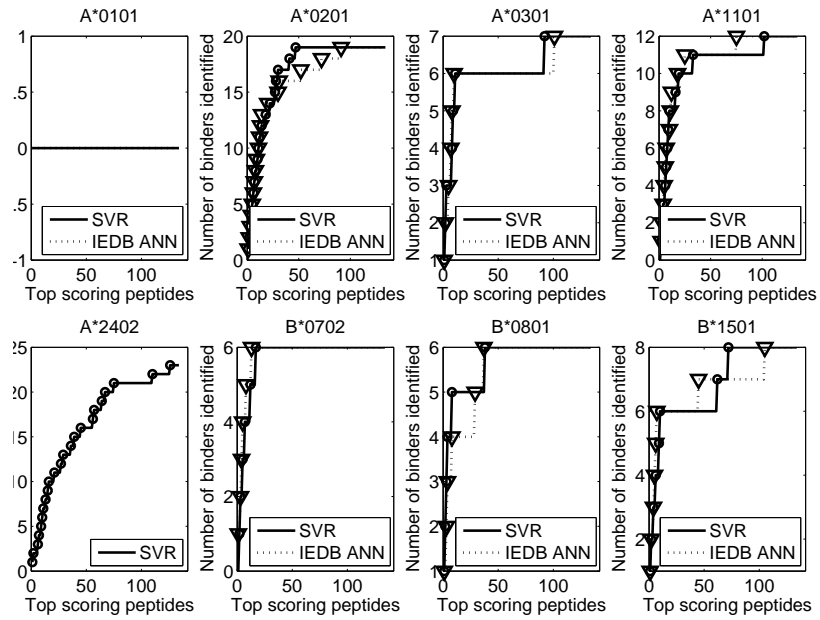 A*0101
A*0201
A*0301
A*1101
1
.5
0
.5
-1
0 50 100
Top scoring peptides
SVR
IEDB ANN
Number of binders identified
20
15
10
5
0
0 50 100
Top scoring peptides
SVR
IEDB ANN
Number of binders identified
7
6
5
4
3
2
1
0 50 100
Top scoring peptides
SVR
IEDB ANN
Number of binders identified
12
10
8
6
4
2
0
0 50 100
Top scoring peptides
SVR
IEDB ANN
A*2402
B*0702
B*0801
B*1501
25
20
15
10
5
0
0 50 100
Top scoring peptides
SVR
Number of binders identified
6
4
2
0
0 50 100
Top scoring peptides
SVR
IEDB ANN
Number of binders identified
6
5
4
3
2
1
0 50 100
Top scoring peptides
SVR
IEDB ANN
Number of binders identified
8
6
4
2
0 50 100
Top scoring peptides
SVR
IEDB ANN